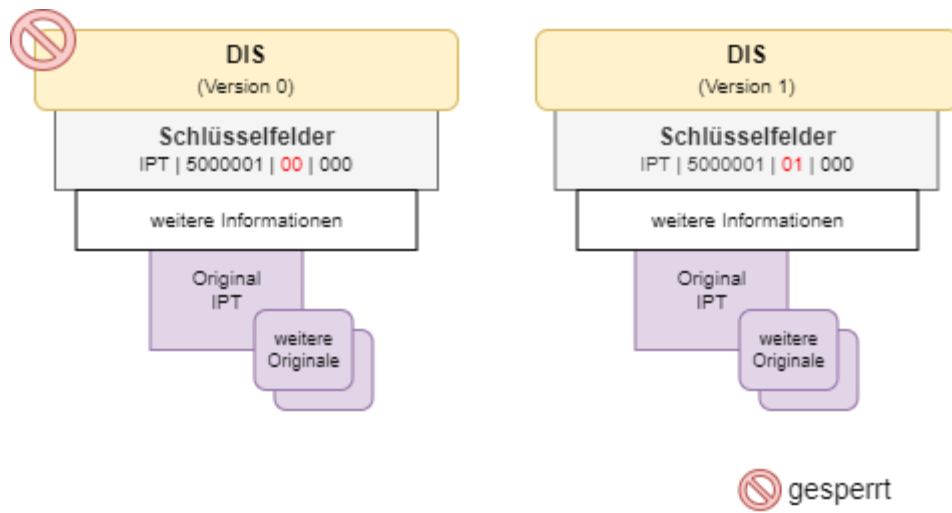 DIS
(Version 0)
Schlüsselfelder
IPT | 5000001 | 00 | 000
weitere Informationen
Original
IPT
weitere
Originale
DIS
(Version 1)
Schlüsselfelder
IPT | 5000001 | 01 | 000
weitere Informationen
Original
IPT
weitere
Originale
gesperrt